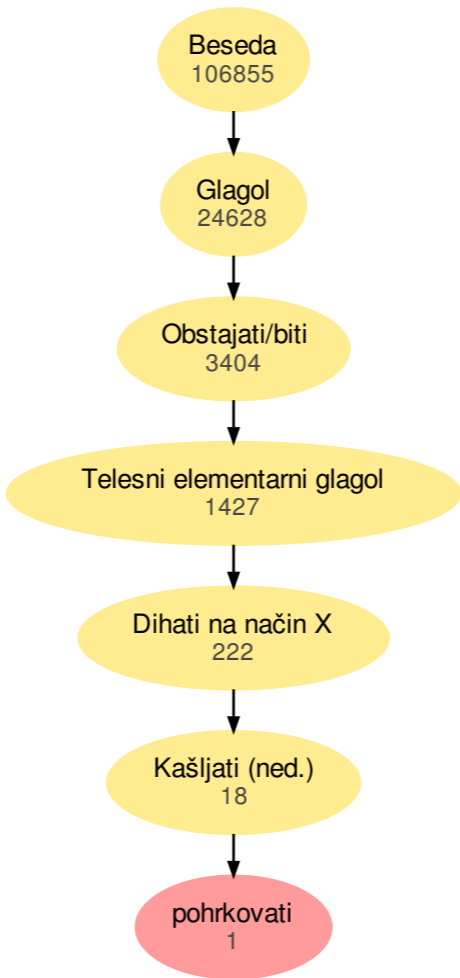 Beseda
106855
Glagol
24628
Obstajati/biti
3404
Telesni elementarni glagol
1427
Dihati na način X
222
Kašljati (ned.)
18
pohrkovati
1